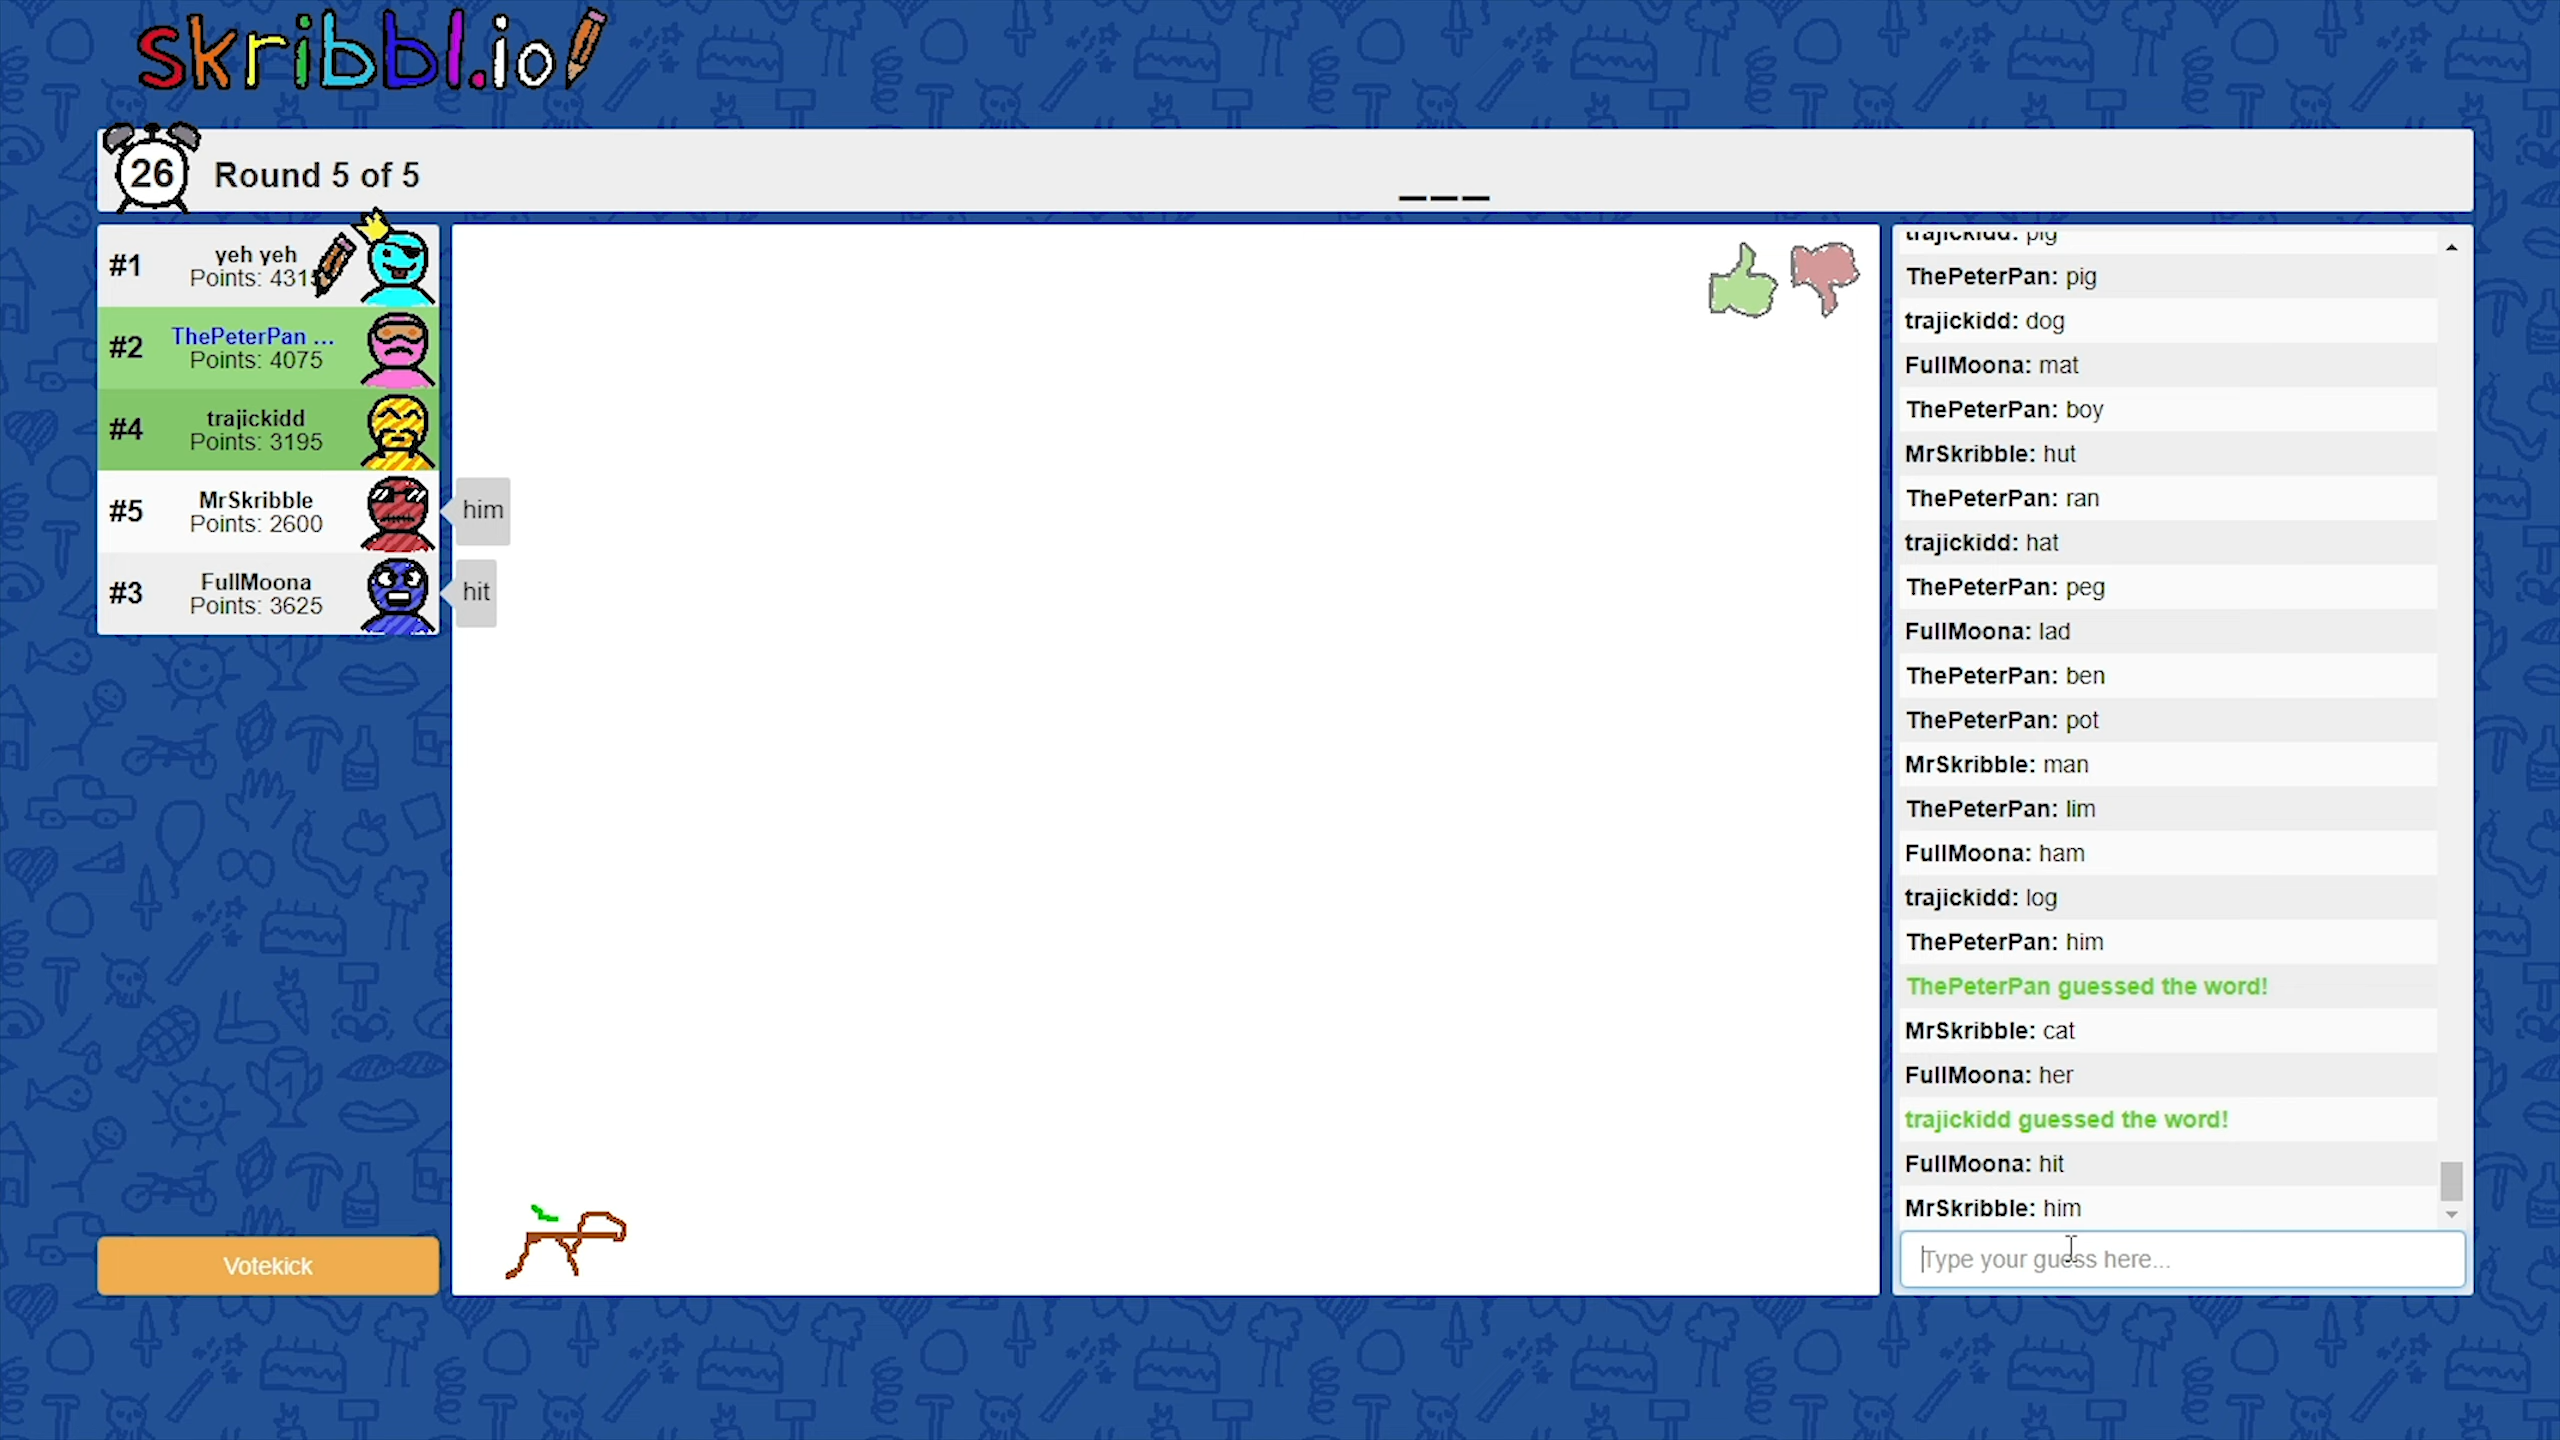 skribbl.io
26
Round 5 of 5
_ _ _
#1
yeh yeh
Points: 4315
#2
ThePeterPan ...
Points: 4075
#4
trajickidd
Points: 3195
#5
MrSkribble
Points: 2600
him
#3
FullMoona
Points: 3625
hit
Votekick
trajickidd: pig
ThePeterPan: pig
trajickidd: dog
FullMoona: mat
ThePeterPan: boy
MrSkribble: hut
ThePeterPan: ran
trajickidd: hat
ThePeterPan: peg
FullMoona: lad
ThePeterPan: ben
ThePeterPan: pot
MrSkribble: man
ThePeterPan: lim
FullMoona: ham
trajickidd: log
ThePeterPan: him
ThePeterPan guessed the word!
MrSkribble: cat
FullMoona: her
trajickidd guessed the word!
FullMoona: hit
MrSkribble: him
Type your guess here...